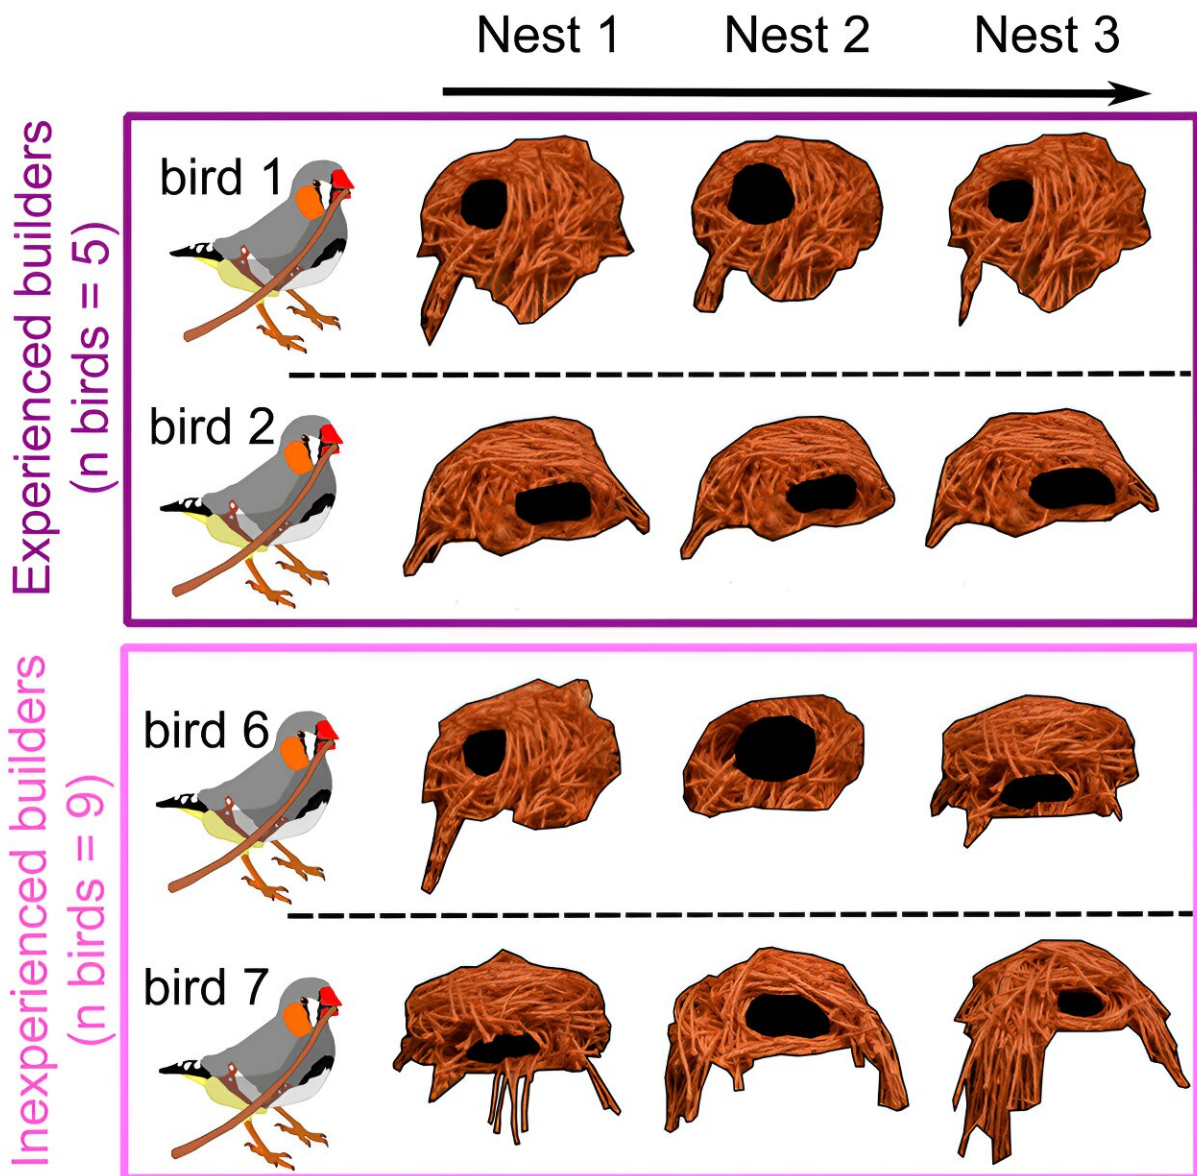 Nest 1 Nest 2 Nest 3
Experienced builders
(n birds = 5)
bird 1
bird 2
Inexperienced builders
(n birds = 9)
bird 6
bird 7